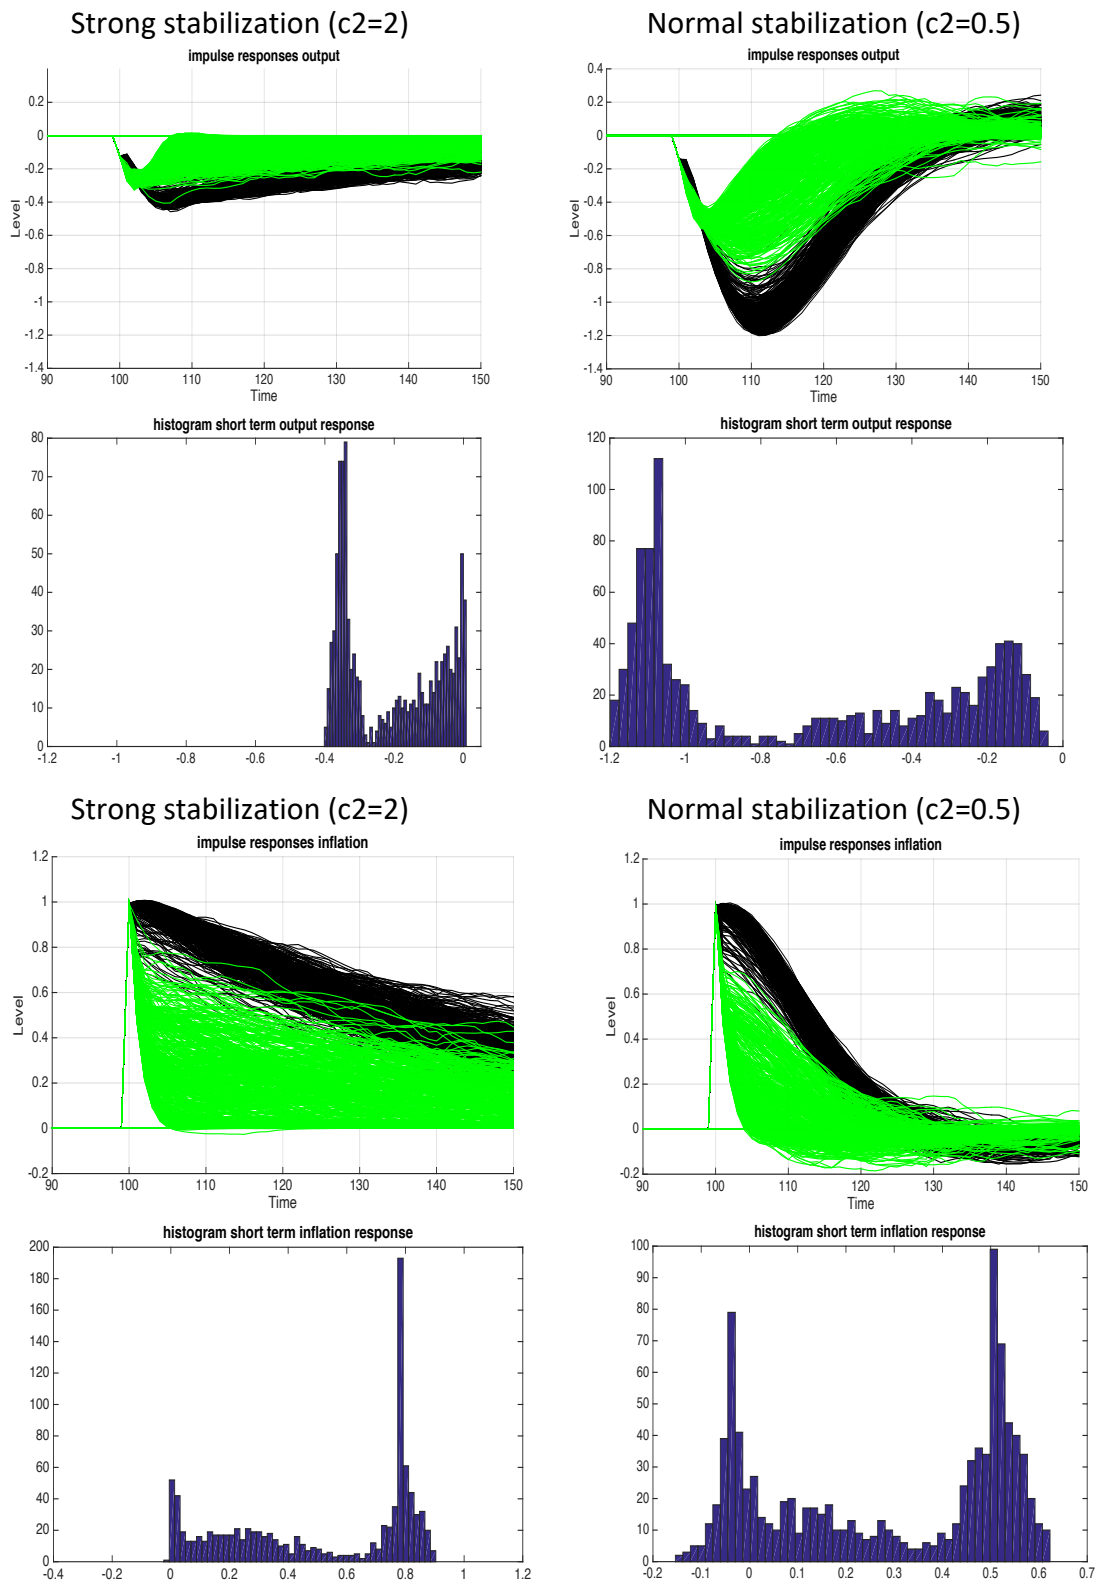 Strong stabilization (c2=2)
Normal stabilization (c2=0.5)
impulse responses output
impulse responses output
0.2
0
-0.2
-0.4
-0.6
-0.8
-1
-1.2
-1.4
Level
90 100 110 120 130 140 150
Time
0.4
0.2
0
-0.2
-0.4
-0.6
-0.8
-1
-1.2
-1.4
Level
90 100 110 120 130 140 150
Time
histogram short term output response
80
70
60
50
40
30
20
10
0
-1.2 -1 -0.8 -0.6 -0.4 -0.2 0
histogram short term output response
120
100
80
60
40
20
0
-1.2 -1 -0.8 -0.6 -0.4 -0.2 0
Strong stabilization (c2=2)
Normal stabilization (c2=0.5)
impulse responses inflation
impulse responses inflation
1.2
1
0.8
0.6
0.4
0.2
0
-0.2
Level
90 100 110 120 130 140 150
Time
1.2
1
0.8
0.6
0.4
0.2
0
-0.2
Level
90 100 110 120 130 140 150
Time
histogram short term inflation response
200
180
160
140
120
100
80
60
40
20
0
-0.4 -0.2 0 0.2 0.4 0.6 0.8 1 1.2
histogram short term inflation response
100
90
80
70
60
50
40
30
20
10
0
-0.2 -0.1 0 0.1 0.2 0.3 0.4 0.5 0.6 0.7